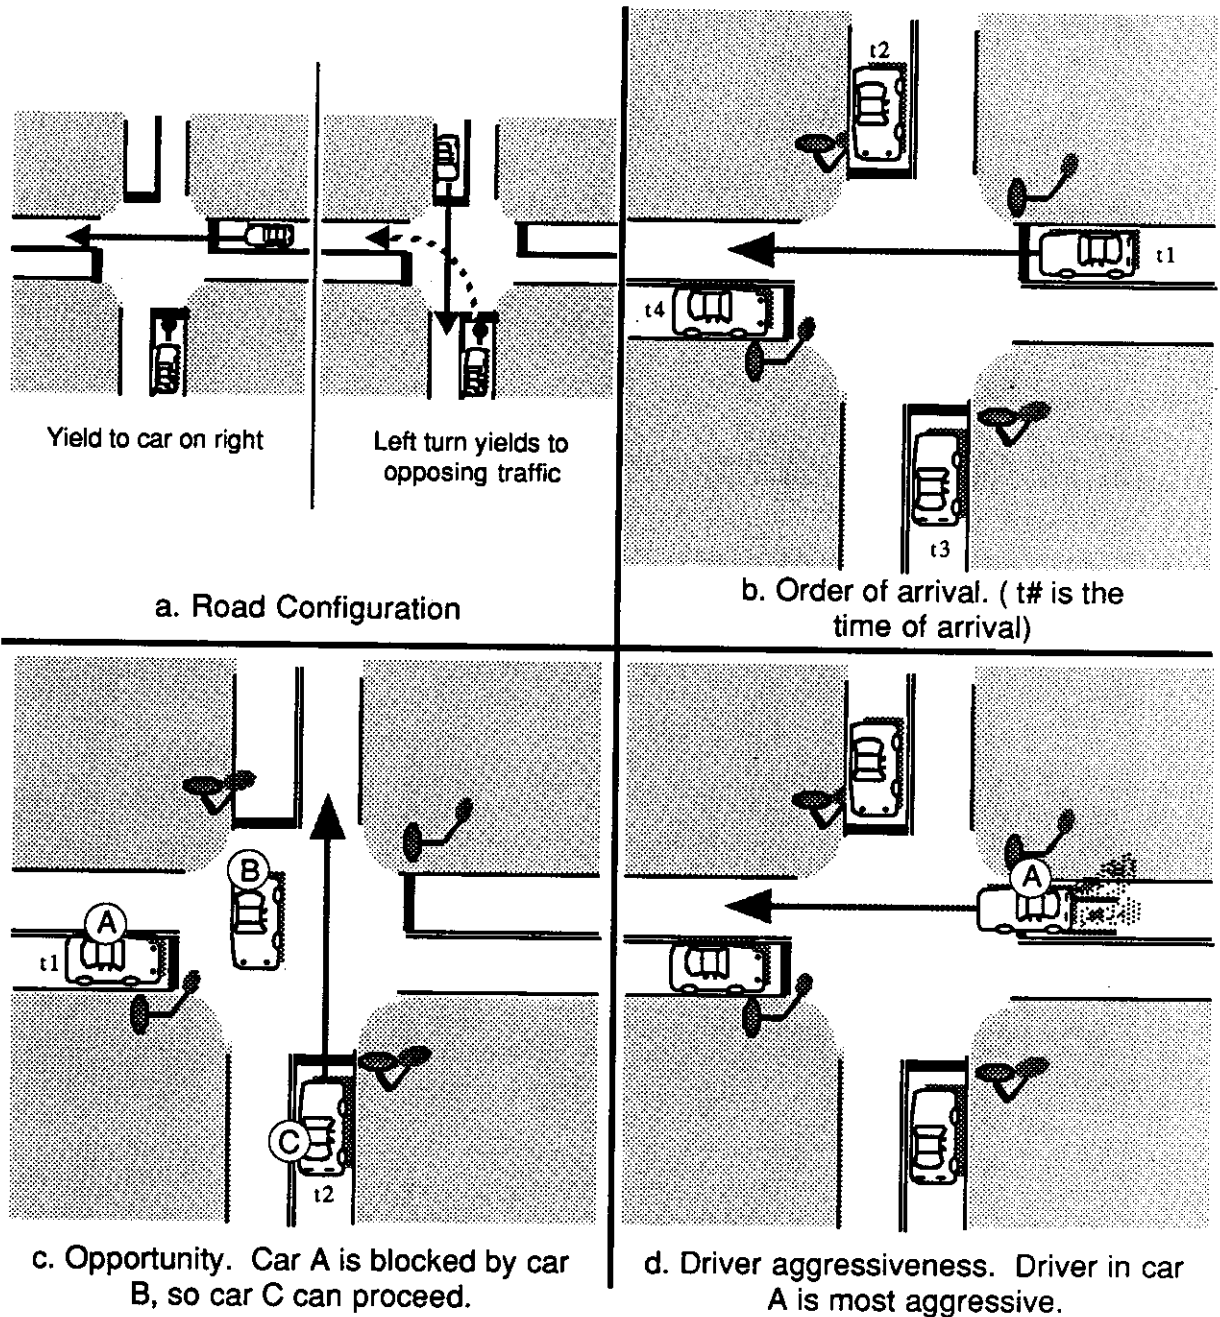 Yield to car on right
Left turn yields to
opposing traffic
a. Road Configuration
t2
t1
t4
t3
b. Order of arrival. ( t# is the
time of arrival)
B
A
t1
C
t2
c. Opportunity. Car A is blocked by car
B, so car C can proceed.
A
d. Driver aggressiveness. Driver in car
A is most aggressive.